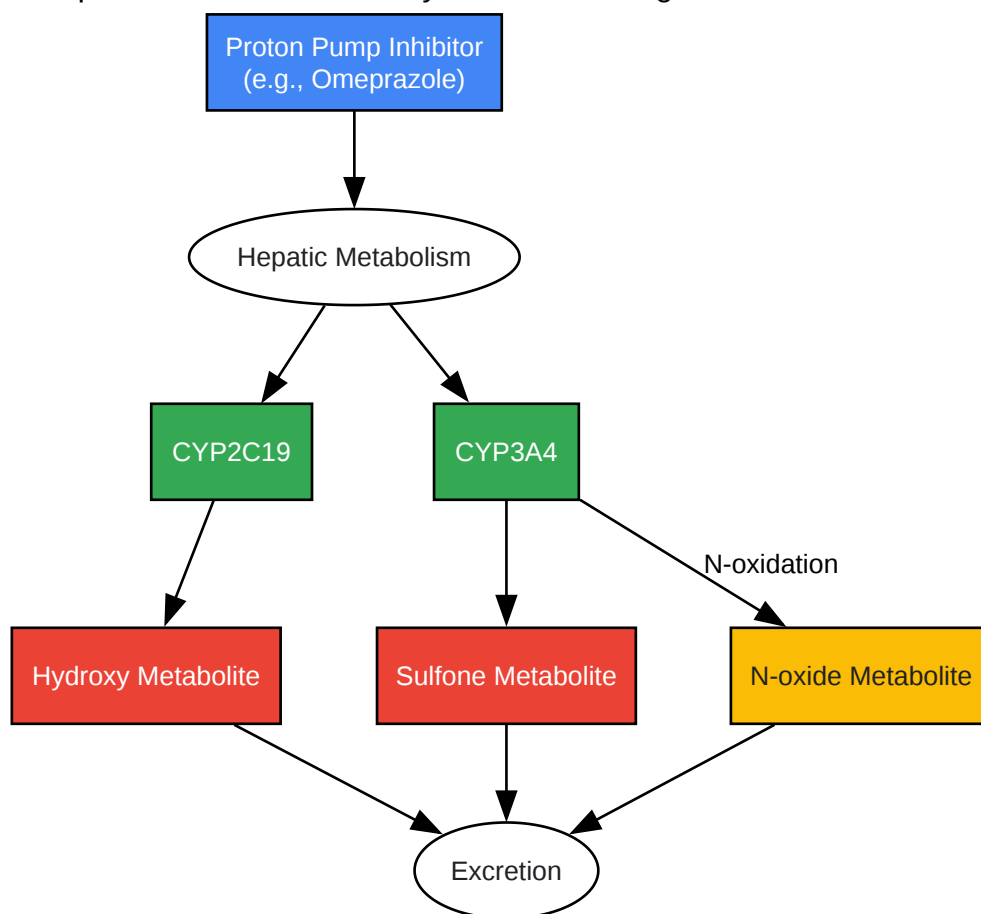 Proton Pump Inhibitor
(e.g., Omeprazole)
Hepatic Metabolism
CYP2C19
CYP3A4
N-oxidation
Hydroxy Metabolite
Sulfone Metabolite
N-oxide Metabolite
Excretion